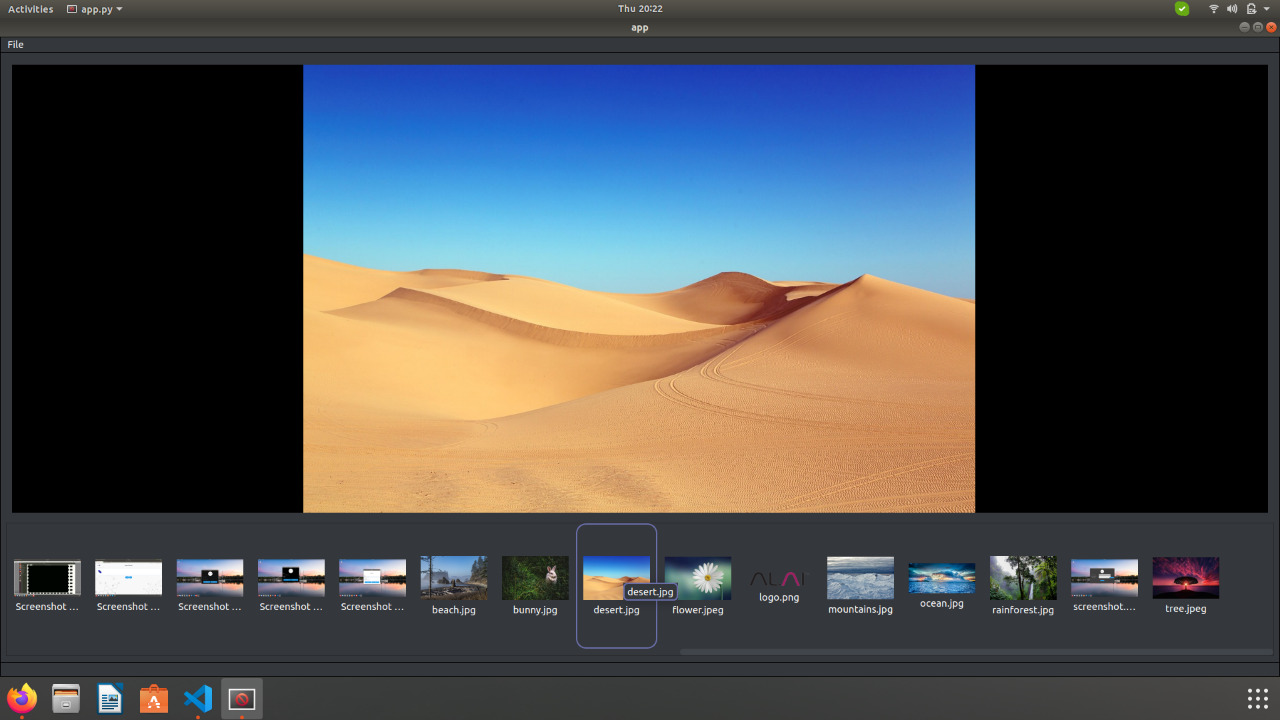 Activities
app.py
Thu 20:22
app
File
Screenshot ...
Screenshot ...
Screenshot ...
Screenshot ...
Screenshot ...
beach.jpg
bunny.jpg
desert.jpg
desert.jpg
flower.jpeg
logo.png
mountains.jpg
ocean.jpg
rainforest.jpg
screenshot....
tree.jpeg